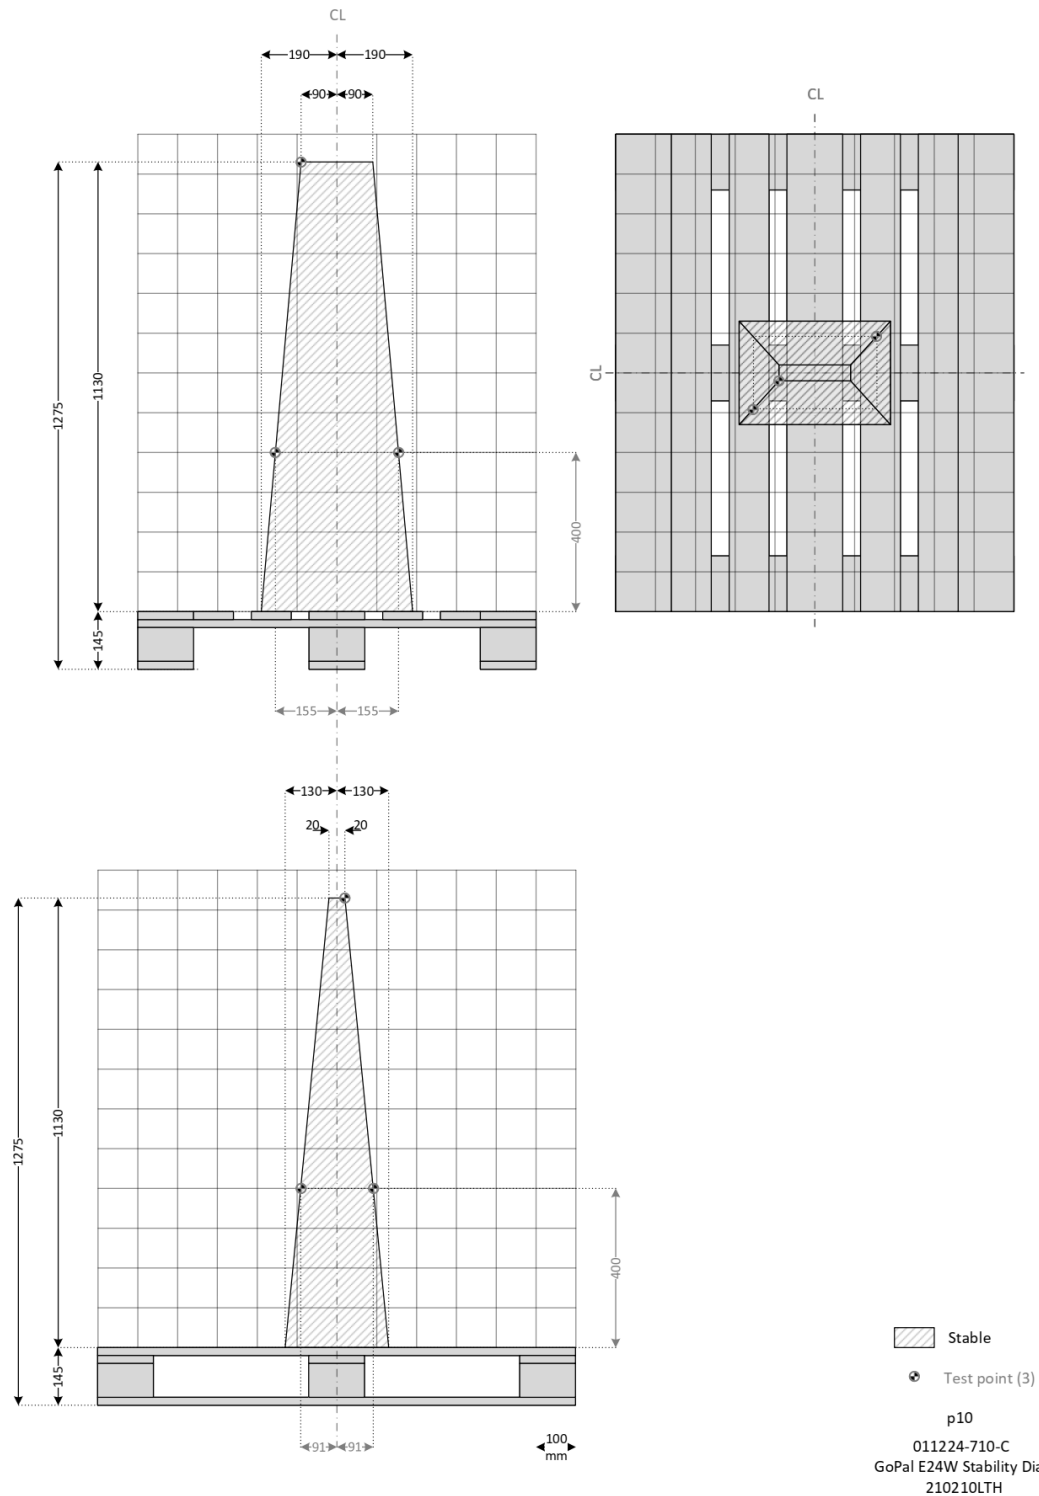 CL
190 190
90 90
CL
CL
1275
1130
400
145
155 155
130 130
20 20
1275
1130
400
145
91 91
100
mm
Stable
Test point (3)
p10
011224-710-C
GoPal E24W Stability Dia
210210LTH